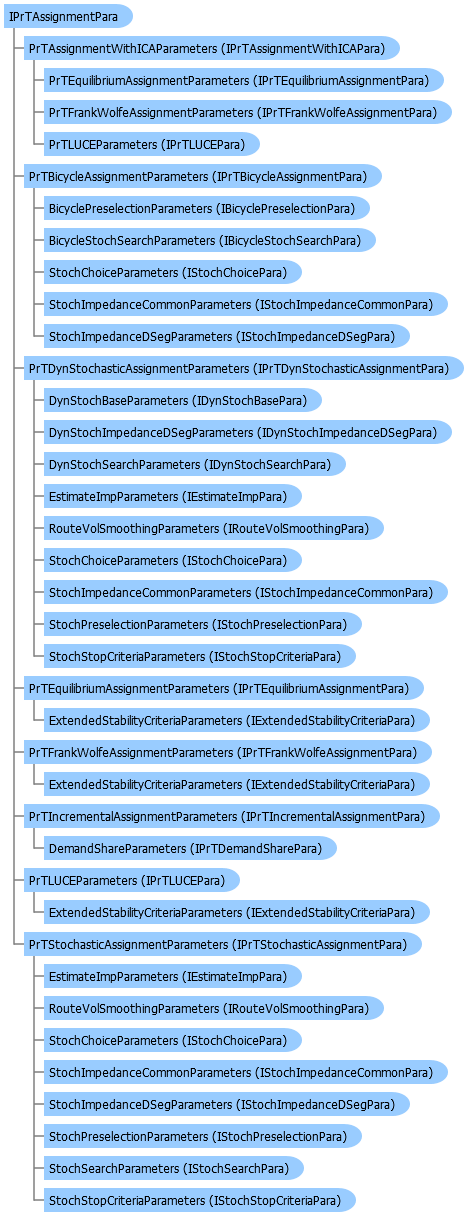 IPrTAssignmentPara
PrTAssignmentWithICAParameters (IPrTAssignmentWithICAPara)
PrTEquilibriumAssignmentParameters (IPrTEquilibriumAssignmentPara)
PrTFrankWolfeAssignmentParameters (IPrTFrankWolfeAssignmentPara)
PrTLUCEParameters (IPrTLUCEPara)
PrTBicycleAssignmentParameters (IPrTBicycleAssignmentPara)
BicyclePreselectionParameters (IBicyclePreselectionPara)
BicycleStochSearchParameters (IBicycleStochSearchPara)
StochChoiceParameters (IStochChoicePara)
StochImpedanceCommonParameters (IStochImpedanceCommonPara)
StochImpedanceDSegParameters (IStochImpedanceDSegPara)
PrTDynStochasticAssignmentParameters (IPrTDynStochasticAssignmentPara)
DynStochBaseParameters (IDynStochBasePara)
DynStochImpedanceDSegParameters (IDynStochImpedanceDSegPara)
DynStochSearchParameters (IDynStochSearchPara)
EstimateImpParameters (IEstimateImpPara)
RouteVolSmoothingParameters (IRouteVolSmoothingPara)
StochChoiceParameters (IStochChoicePara)
StochImpedanceCommonParameters (IStochImpedanceCommonPara)
StochPreselectionParameters (IStochPreselectionPara)
StochStopCriteriaParameters (IStochStopCriteriaPara)
PrTEquilibriumAssignmentParameters (IPrTEquilibriumAssignmentPara)
ExtendedStabilityCriteriaParameters (IExtendedStabilityCriteriaPara)
PrTFrankWolfeAssignmentParameters (IPrTFrankWolfeAssignmentPara)
ExtendedStabilityCriteriaParameters (IExtendedStabilityCriteriaPara)
PrTIncrementalAssignmentParameters (IPrTIncrementalAssignmentPara)
DemandShareParameters (IPrTDemandSharePara)
PrTLUCEParameters (IPrTLUCEPara)
ExtendedStabilityCriteriaParameters (IExtendedStabilityCriteriaPara)
PrTStochasticAssignmentParameters (IPrTStochasticAssignmentPara)
EstimateImpParameters (IEstimateImpPara)
RouteVolSmoothingParameters (IRouteVolSmoothingPara)
StochChoiceParameters (IStochChoicePara)
StochImpedanceCommonParameters (IStochImpedanceCommonPara)
StochImpedanceDSegParameters (IStochImpedanceDSegPara)
StochPreselectionParameters (IStochPreselectionPara)
StochSearchParameters (IStochSearchPara)
StochStopCriteriaParameters (IStochStopCriteriaPara)